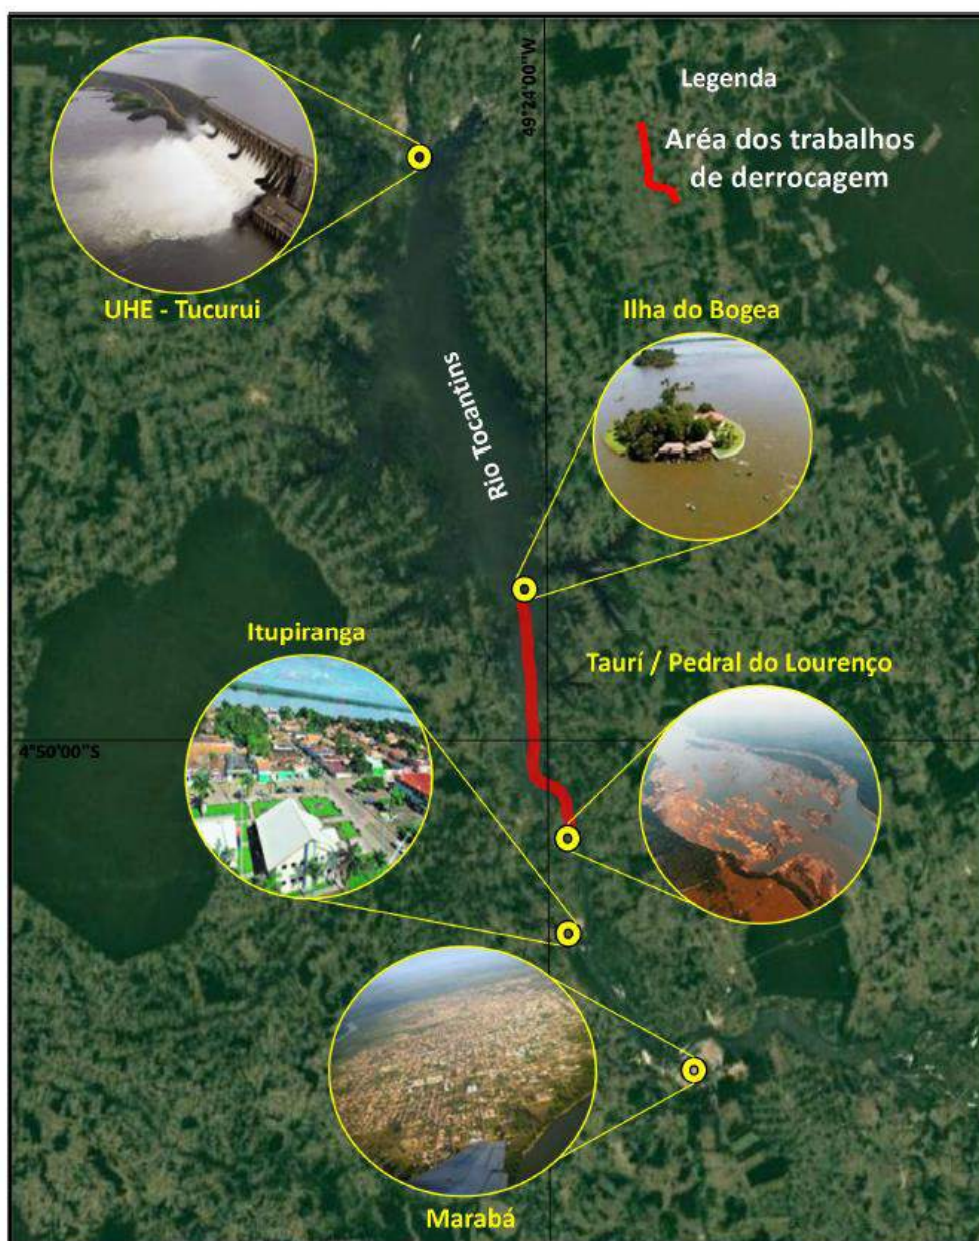 49°24'00"W
Legenda
Aréa dos trabalhos
de derrocagem
UHE - Tucurui
Ilha do Bogea
Rio Tocantins
Itupiranga
Taurí / Pedral do Lourenço
4°50'00"S
Marabá